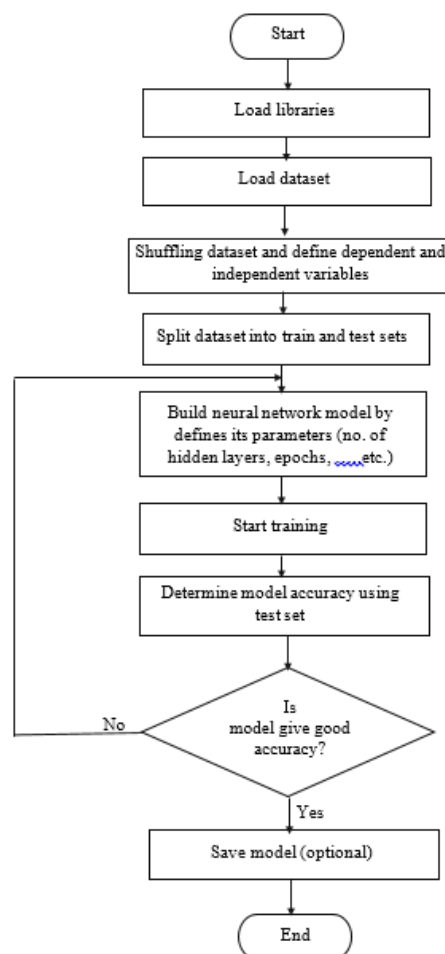 Start
Load libraries
Load dataset
Shuffling dataset and define dependent and
independent variables
Split dataset into train and test sets
Build neural network model by
defines its parameters (no. of
hidden layers, epochs, .....etc.)
Start training
Determine model accuracy using
test set
Is
model give good
accuracy?
No
Yes
Save model (optional)
End